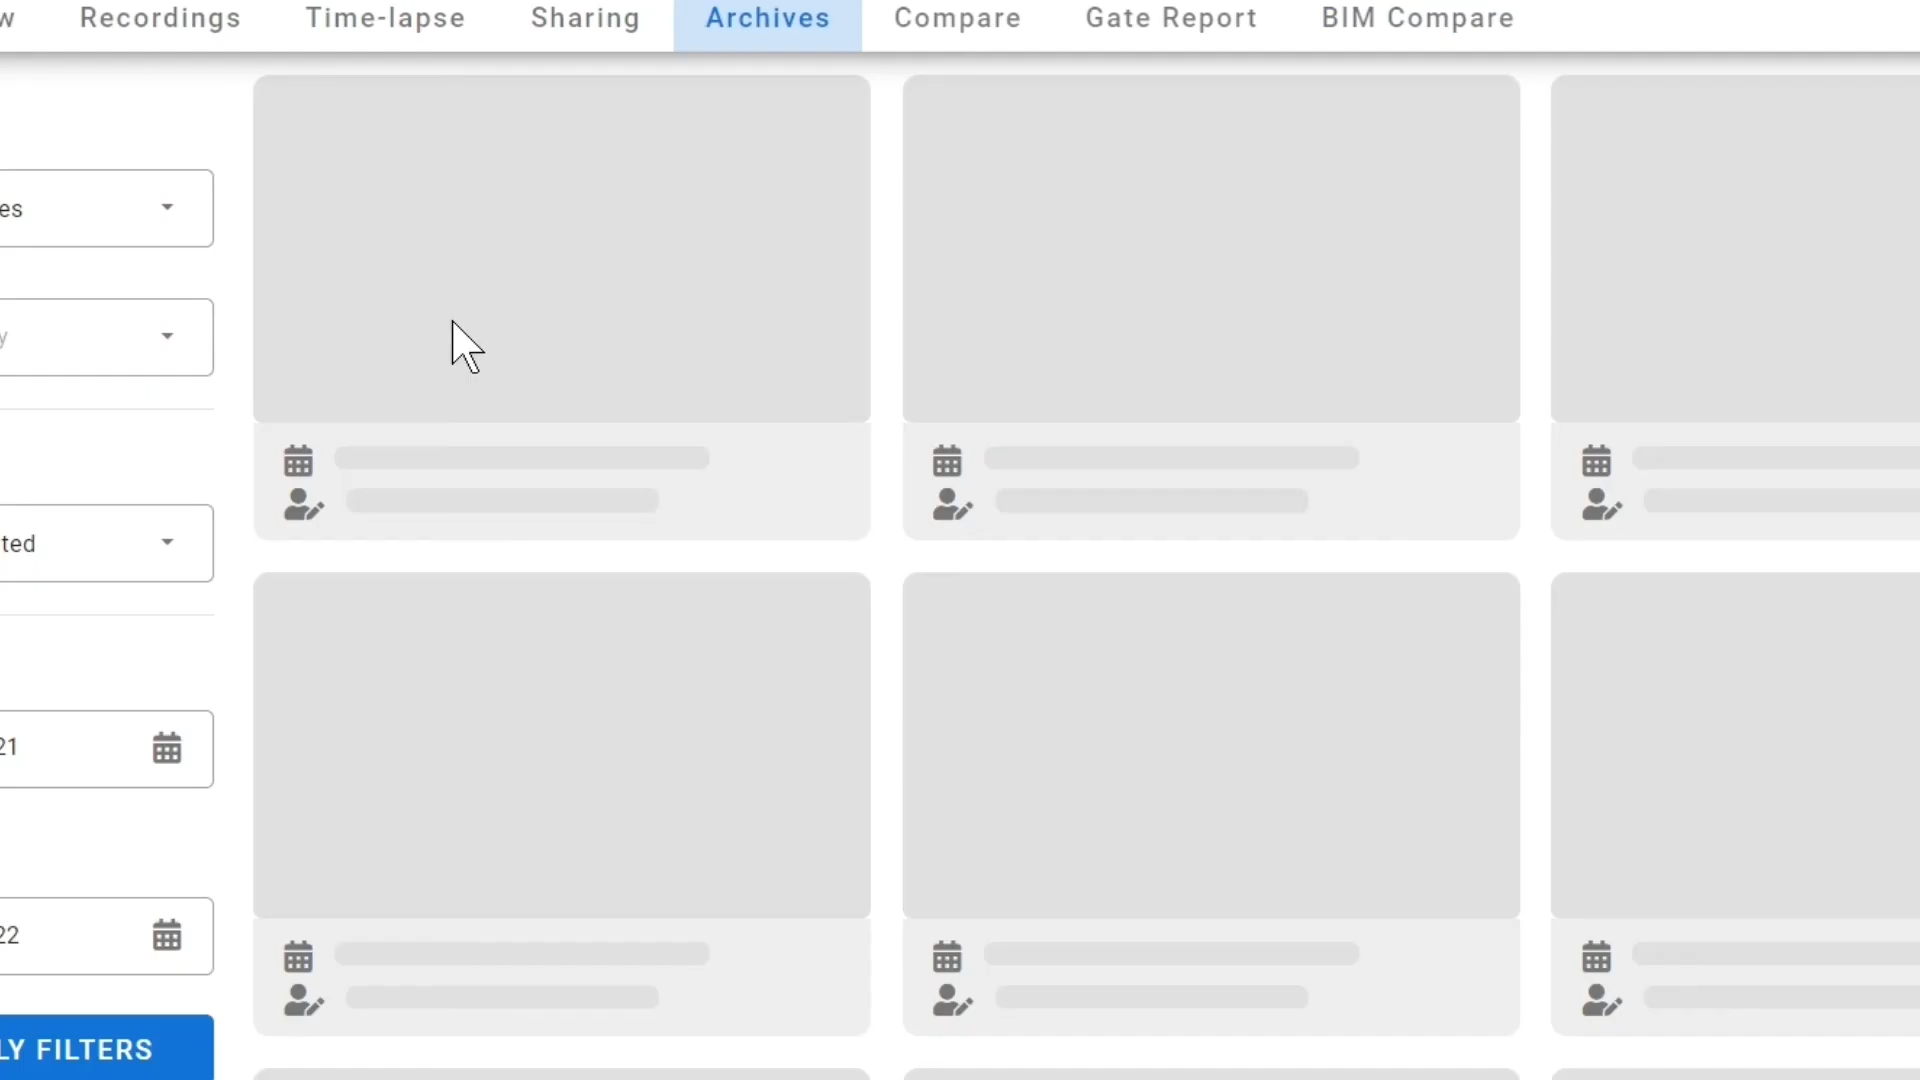 w Recordings Time-lapse Sharing Archives Compare Gate Report BIM Compare
es
y
ted
21
22
LY FILTERS